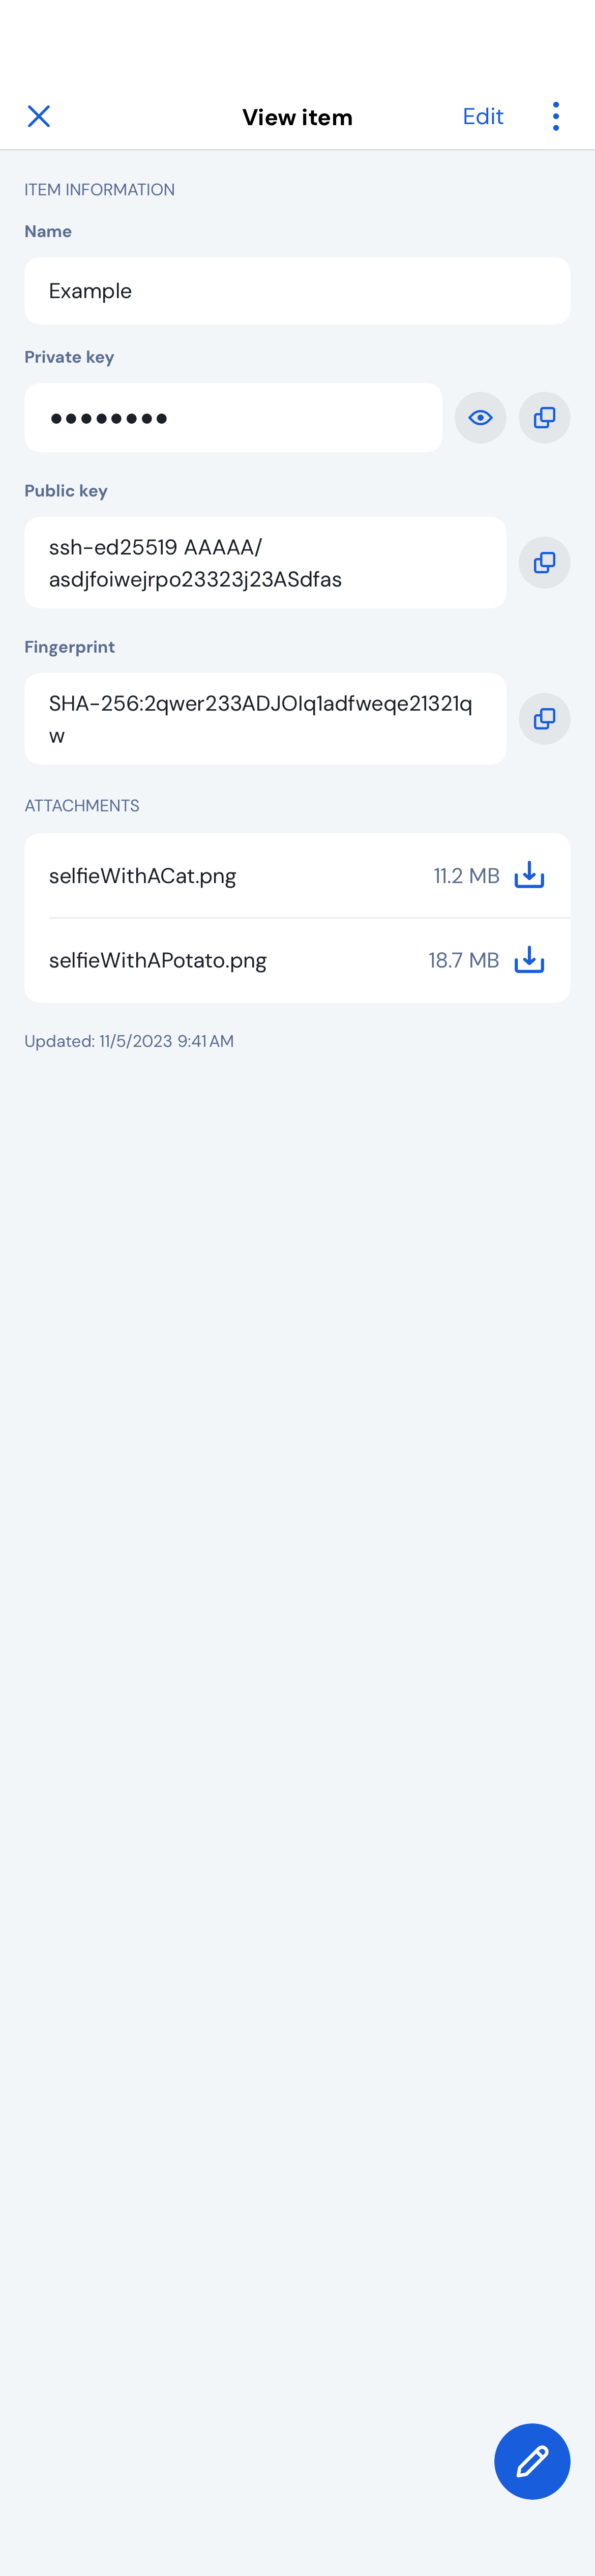 View item
Edit
ITEM INFORMATION
Name
Example
Private key
●●●●●●●●
Public key
ssh-ed25519 AAAAA/
asdjfoiwejrpo23323j23ASdfas
Fingerprint
SHA-256:2qwer233ADJOIq1adfweqe21321q
w
ATTACHMENTS
selfieWithACat.png 11.2 MB
selfieWithAPotato.png 18.7 MB
Updated: 11/5/2023 9:41 AM